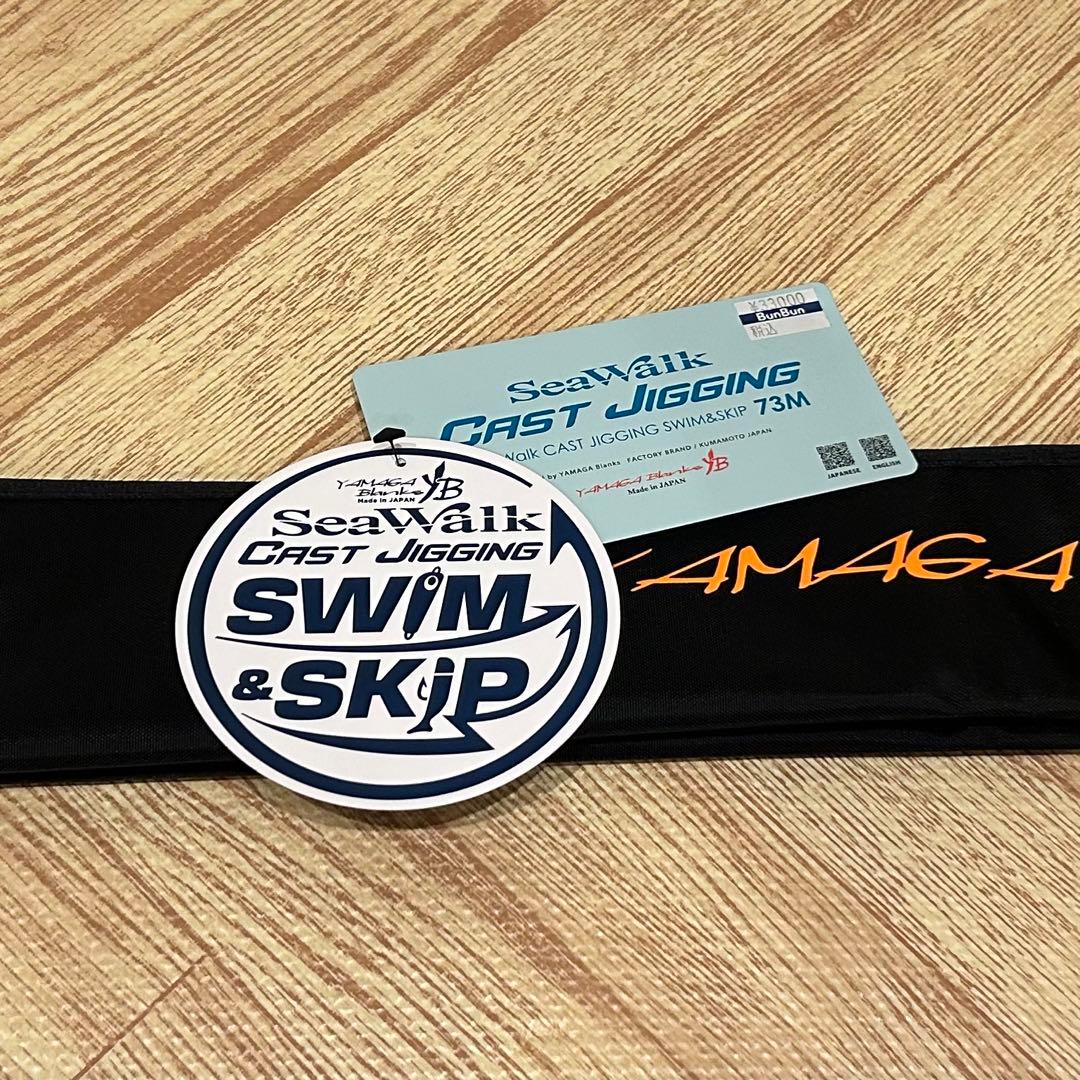 ¥33000
BunBun
税込
SeaWalk
CAST JIGGING
Walk CAST JIGGING SWIM&SKIP 73M
by YAMAGA Blanks FACTORY BRAND / KUMAMOTO JAPAN
YAMAGA Blanks YB
Made in JAPAN
JAPANESE
ENGLISH
YAMAGA
Blanks YB
Made in JAPAN
SeaWalk
CAST JIGGING
SWIM
&SKIP
YAMAGA